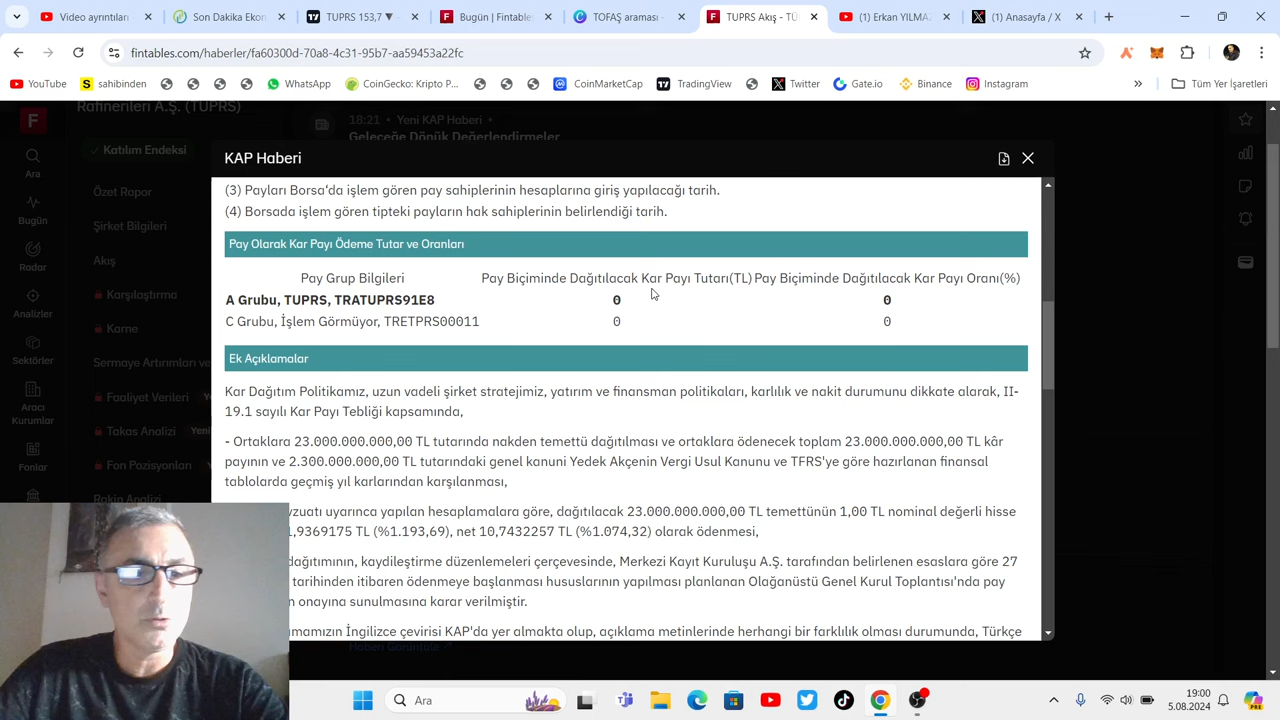 Video ayrıntıları
Son Dakika Ekon
TUPRS 153,7 ▼
Bugün | Fintables
TOFAŞ araması -
TUPRS Akış - TÜ
(1) Erkan YILMAZ
(1) Anasayfa / X
fintables.com/haberler/fa60300d-70a8-4c31-95b7-aa59453a22fc
YouTube
sahibinden
WhatsApp
CoinGecko: Kripto P...
CoinMarketCap
TradingView
Twitter
Gate.io
Binance
Instagram
Tüm Yer İşaretleri
Rafinerileri A.Ş. (TUPRS)
18:21 • Yeni KAP Haberi •
Geleceğe Dönük Değerlendirmeler
Ara
Bugün
Radar
Analizler
Sektörler
Aracı
Kurumlar
Fonlar
Katılım Endeksi
Özet Rapor
Şirket Bilgileri
Akış
Karşılaştırma
Karne
Sermaye Artırımları ve
Faaliyet Verileri
Takas Analizi Yeni
Fon Pozisyonları
Rakip Analizi
KAP Haberi
(3) Payları Borsa'da işlem gören pay sahiplerinin hesaplarına giriş yapılacağı tarih.
(4) Borsada işlem gören tipteki payların hak sahiplerinin belirlendiği tarih.
Pay Olarak Kar Payı Ödeme Tutar ve Oranları
Pay Grup Bilgileri Pay Biçiminde Dağıtılacak Kar Payı Tutarı(TL) Pay Biçiminde Dağıtılacak Kar Payı Oranı(%)
A Grubu, TUPRS, TRATUPRS91E8 0 0
C Grubu, İşlem Görmüyor, TRETPRS00011 0 0
Ek Açıklamalar
Kar Dağıtım Politikamız, uzun vadeli şirket stratejimiz, yatırım ve finansman politikaları, karlılık ve nakit durumunu dikkate alarak, II-
19.1 sayılı Kar Payı Tebliği kapsamında,
- Ortaklara 23.000.000.000,00 TL tutarında nakden temettü dağıtılması ve ortaklara ödenecek toplam 23.000.000.000,00 TL kâr
payının ve 2.300.000.000,00 TL tutarındaki genel kanuni Yedek Akçenin Vergi Usul Kanunu ve TFRS'ye göre hazırlanan finansal
tablolarda geçmiş yıl karlarından karşılanması,
uyarınca yapılan hesaplamalara göre, dağıtılacak 23.000.000.000,00 TL temettünün 1,00 TL nominal değerli hisse
1,9369175 TL (%1.193,69), net 10,7432257 TL (%1.074,32) olarak ödenmesi,
dağıtımının, kaydileştirme düzenlemeleri çerçevesinde, Merkezi Kayıt Kuruluşu A.Ş. tarafından belirlenen esaslara göre 27
tarihinden itibaren ödenmeye başlanması hususlarının yapılması planlanan Olağanüstü Genel Kurul Toplantısı'nda pay
onayına sunulmasına karar verilmiştir.
İngilizce çevirisi KAP'da yer almakta olup, açıklama metinlerinde herhangi bir farklılık olması durumunda, Türkçe
Haberi Görüntüle
Ara
19:00
5.08.2024